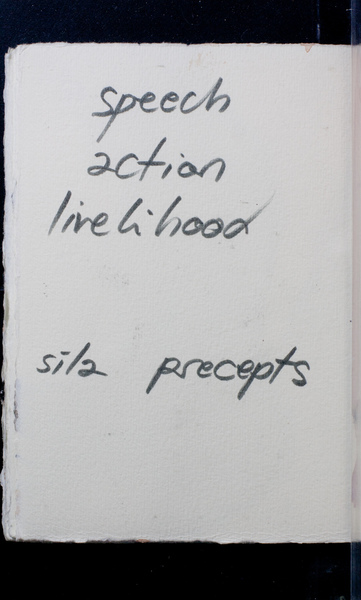 speech
action
livelihood
sila precepts